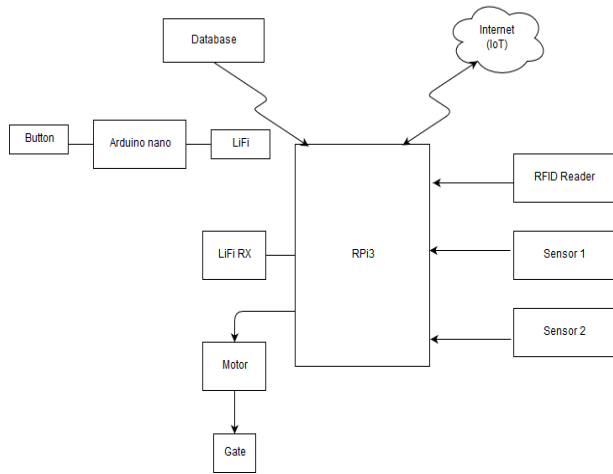 Database
Internet
(IoT)
Button
Arduino nano
LiFi
RFID Reader
LiFi RX
RPi3
Sensor 1
Sensor 2
Motor
Gate